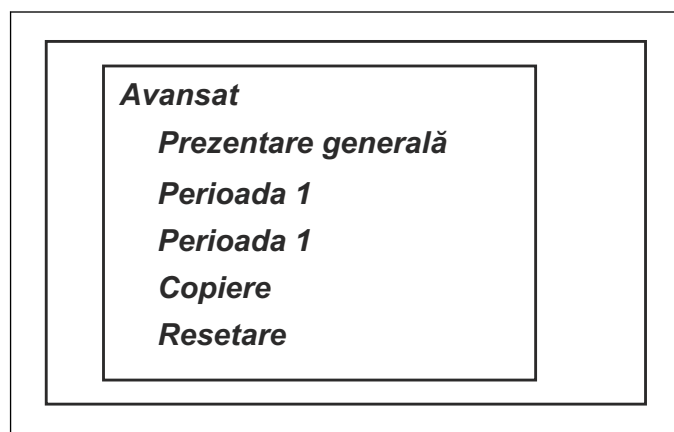 Avansat
Prezentare generală
Perioada 1
Perioada 1
Copiere
Resetare